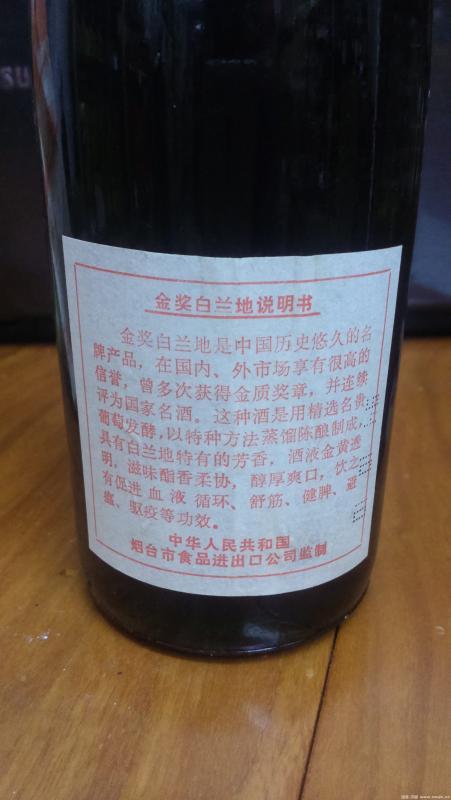 SU
金奖白兰地说明书
金奖白兰地是中国历史悠久的名
牌产品,在国内、外市场享有很高的
信誉,曾多次获得金质奖章,并连续
评为国家名酒。这种酒是用精选名贵
葡萄发酵,以特种方法蒸馏陈酿制成,
具有白兰地特有的芳香,酒液金黄透
明,滋味酯香柔协,醇厚爽口,饮之
有促进血液循环、舒筋、健脾、避
瘟、驱疫等功效。
中华人民共和国
烟台市食品进出口公司监制